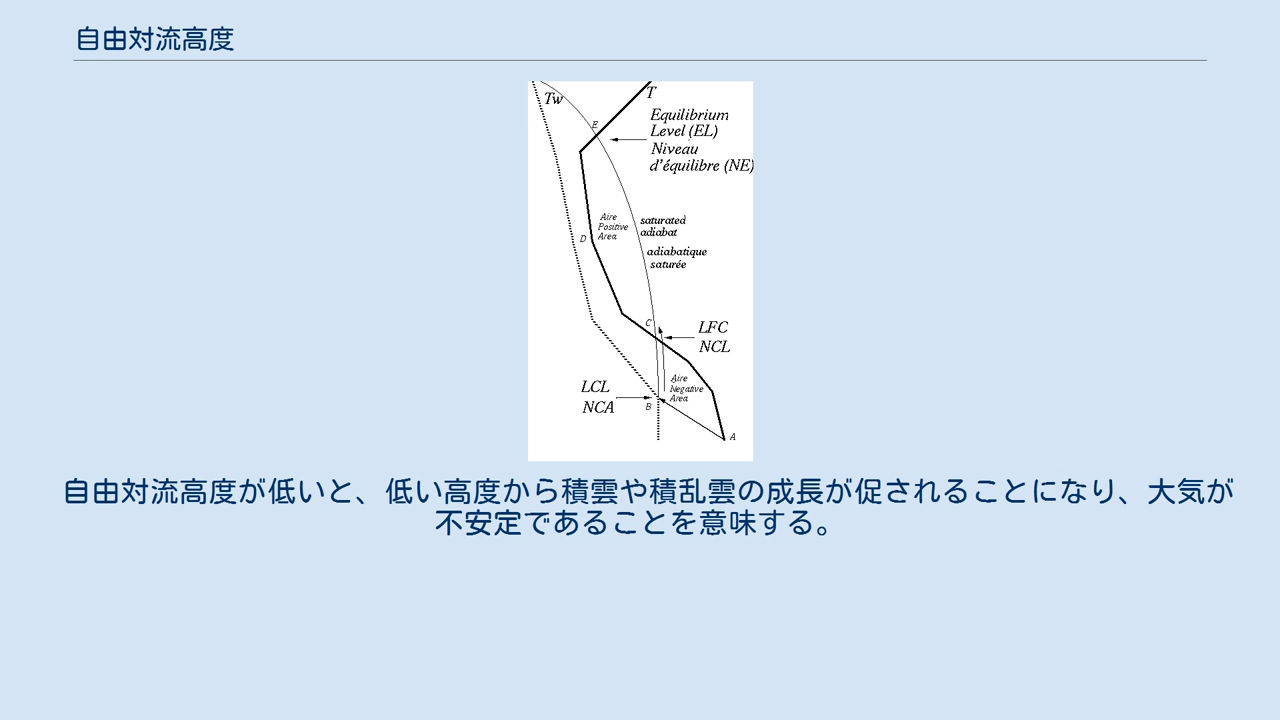 自由対流高度
Tw
T
E
Equilibrium
Level (EL)
Niveau
d'équilibre (NE)
Aire
Positive
Area
D
saturated
adiabat
adiabatique
saturée
C
LFC
NCL
Aire
Negative
Area
LCL
NCA
B
A
自由対流高度が低いと、低い高度から積雲や積乱雲の成長が促されることになり、大気が
不安定であることを意味する。